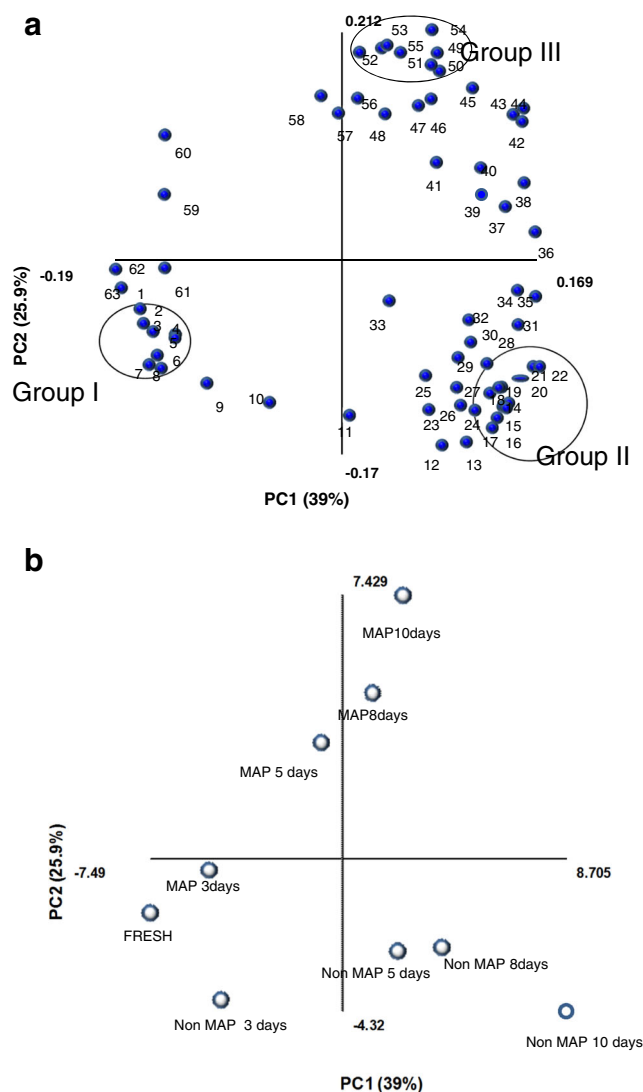 a
0.212
53 54
52 55 49 Group III
51 50
58 56 45 43 44
57 48 47 46 42
60 41 40
59 39 38
37
36
-0.19 62 0.169
63 1 61 34 35
2 33 32 31
3 4 30 28
5 29
Group I 7 8 6 25 27 21 22
9 10 18 19 20
11 23 26 24 14
17 15
16
12 13 Group II
-0.17
PC2 (25.9%)
PC1 (39%)
b
7.429
MAP10days
MAP8days
MAP 5 days
-7.49 8.705
MAP 3days
FRESH
Non MAP 5 days Non MAP 8days
Non MAP 3 days
-4.32 Non MAP 10 days
PC2 (25.9%)
PC1 (39%)